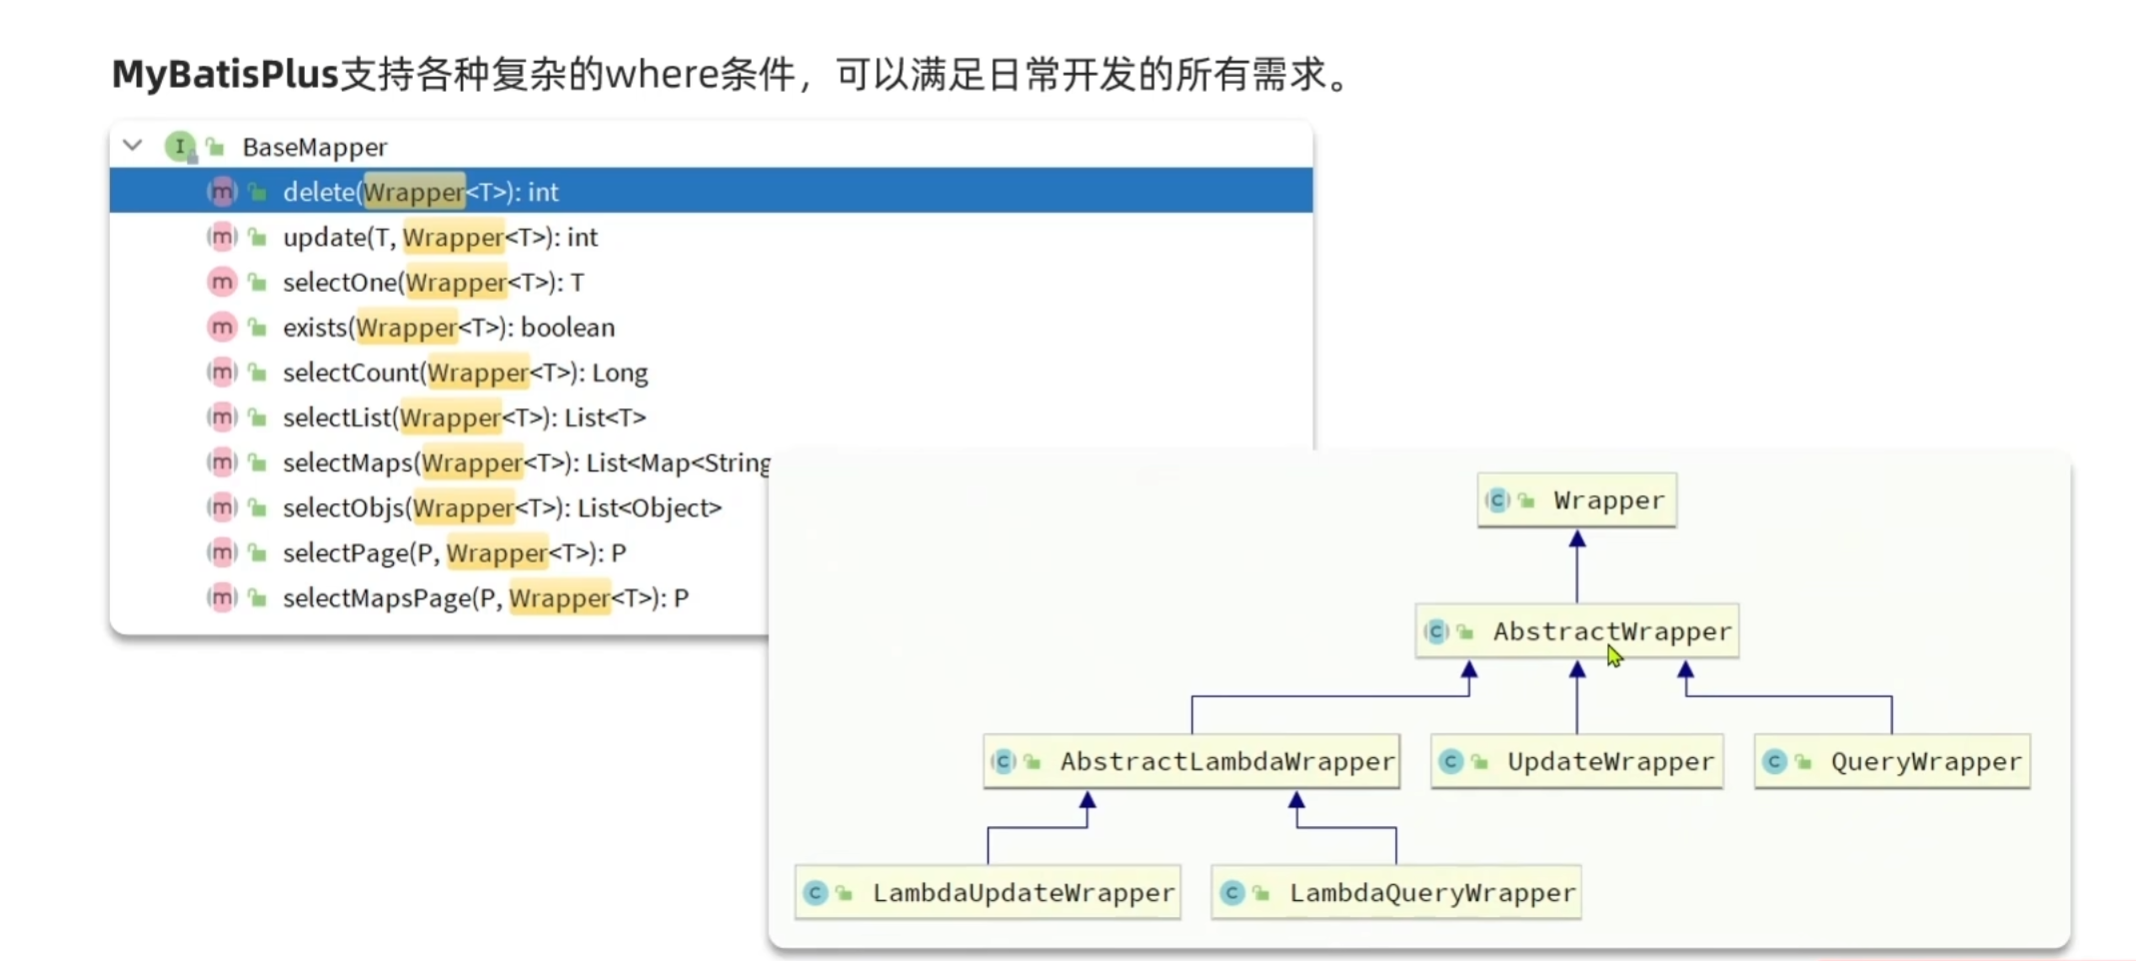 MyBatisPlus支持各种复杂的where条件，可以满足日常开发的所有需求。
BaseMapper
delete(Wrapper<T>): int
update(T, Wrapper<T>): int
selectOne(Wrapper<T>): T
exists(Wrapper<T>): boolean
selectCount(Wrapper<T>): Long
selectList(Wrapper<T>): List<T>
selectMaps(Wrapper<T>): List<Map<String
selectObjs(Wrapper<T>): List<Object>
selectPage(P, Wrapper<T>): P
selectMapsPage(P, Wrapper<T>): P
Wrapper
AbstractWrapper
AbstractLambdaWrapper
UpdateWrapper
QueryWrapper
LambdaUpdateWrapper
LambdaQueryWrapper